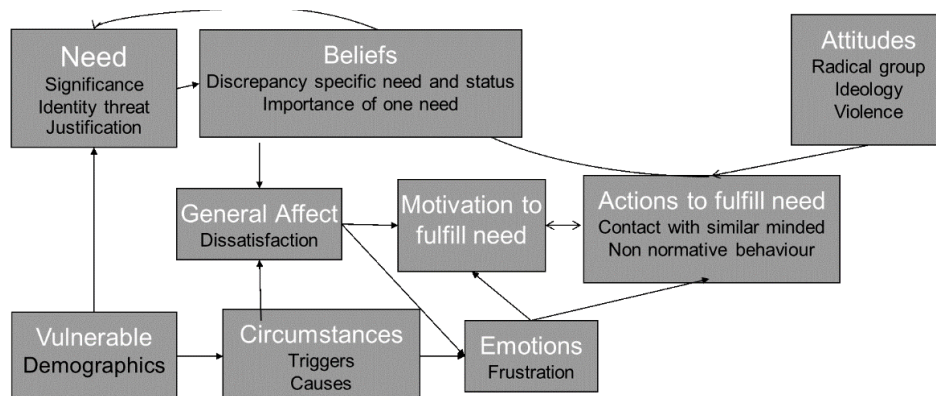 Need
Significance
Identity threat
Justification
Beliefs
Discrepancy specific need and status
Importance of one need
Attitudes
Radical group
Ideology
Violence
General Affect
Dissatisfaction
Motivation to
fulfill need
Actions to fulfill need
Contact with similar minded
Non normative behaviour
Vulnerable
Demographics
Circumstances
Triggers
Causes
Emotions
Frustration